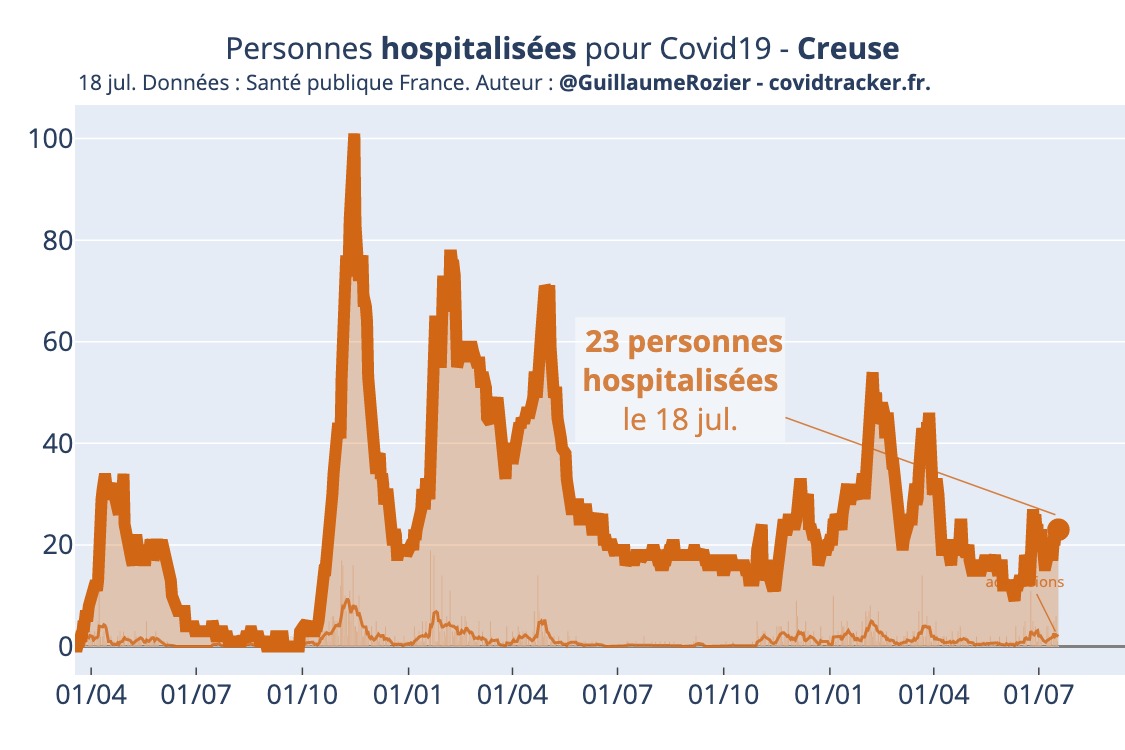 Personnes hospitalisées pour Covid19 - Creuse
18 jul. Données : Santé publique France. Auteur : @GuillaumeRozier - covidtracker.fr.
100
80
60
40
20
0
23 personnes
hospitalisées
le 18 jul.
01/04 01/07 01/10 01/01 01/04 01/07 01/10 01/01 01/04 01/07